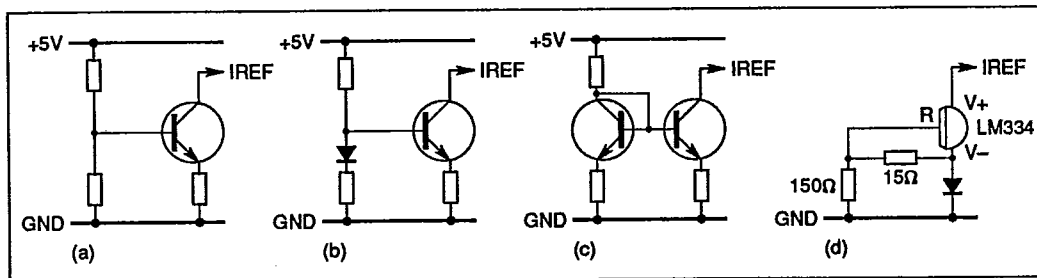 +5V
IREF
GND
(a)
+5V
IREF
GND
(b)
+5V
IREF
GND
(c)
IREF
R
V+
LM334
V–
15Ω
150Ω
GND
(d)